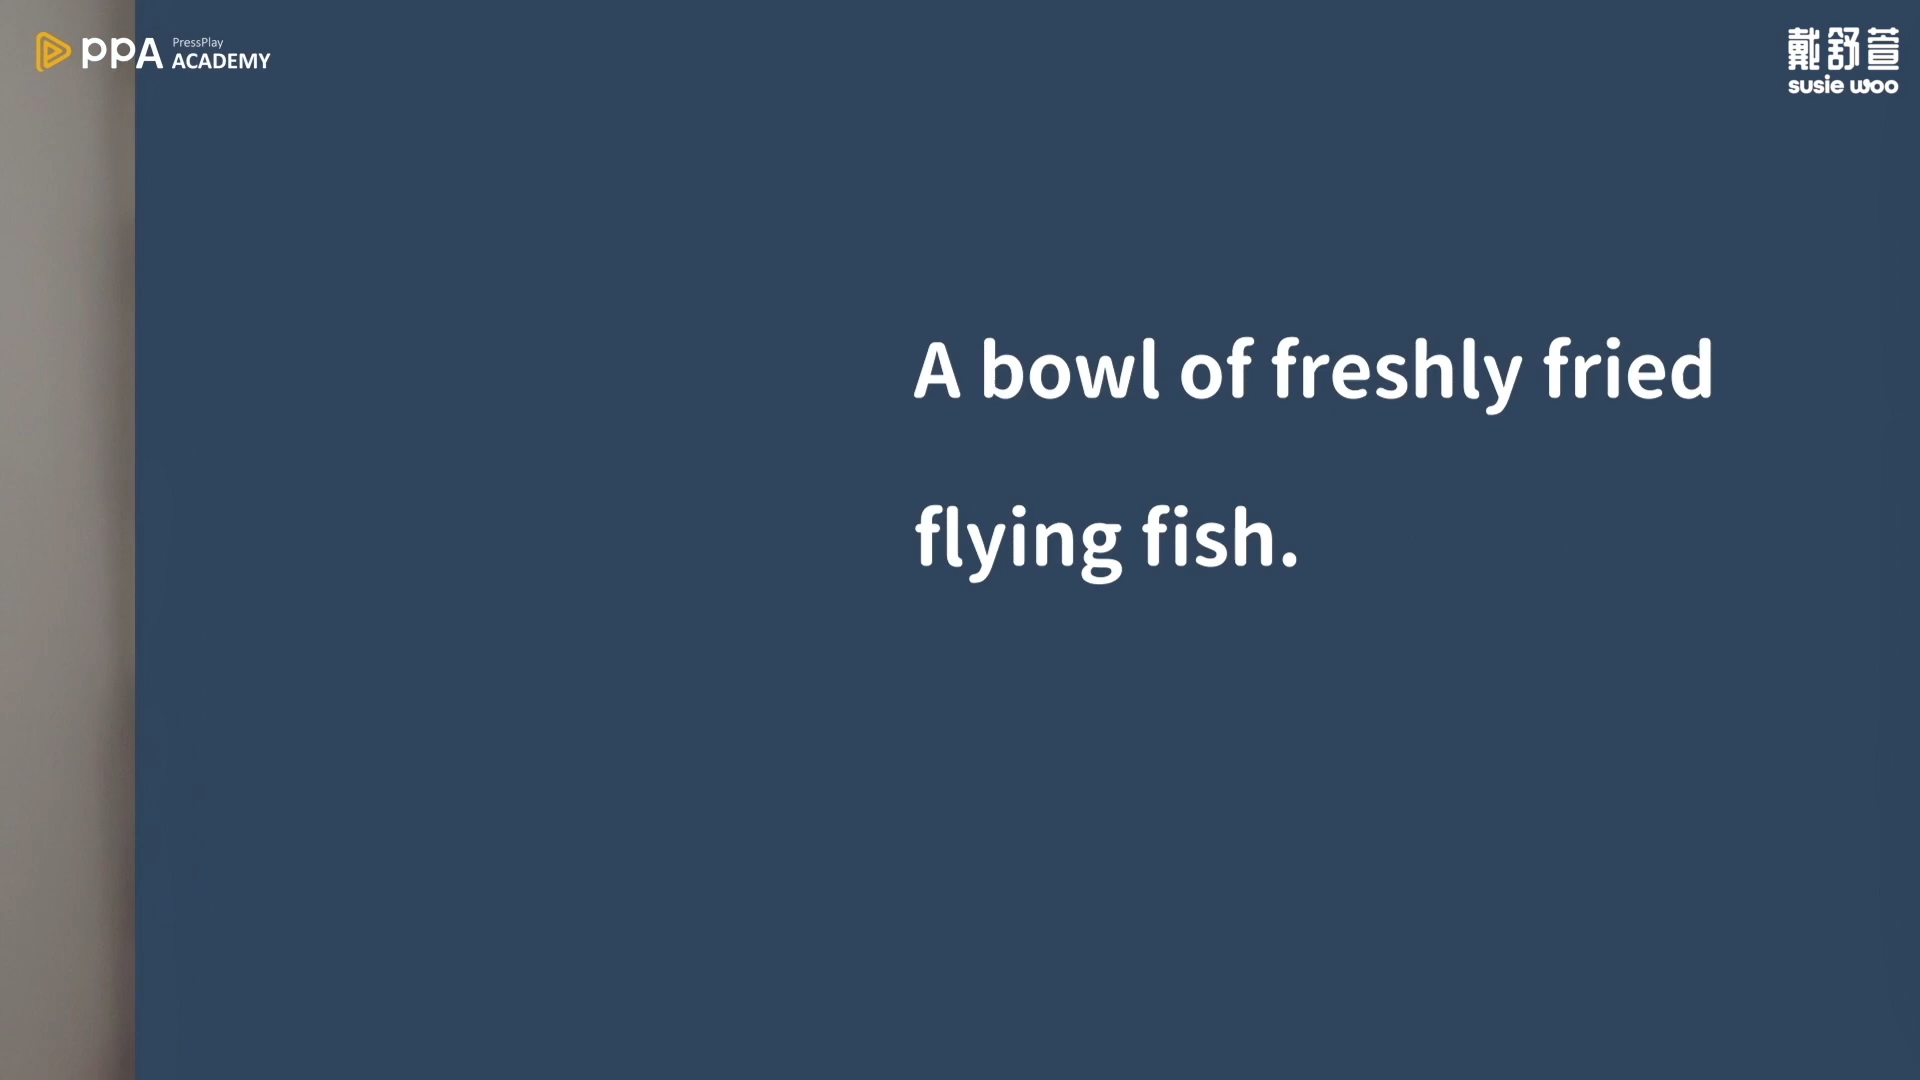 PPA PressPlay ACADEMY
戴舒萱
susie woo
A bowl of freshly fried
flying fish.